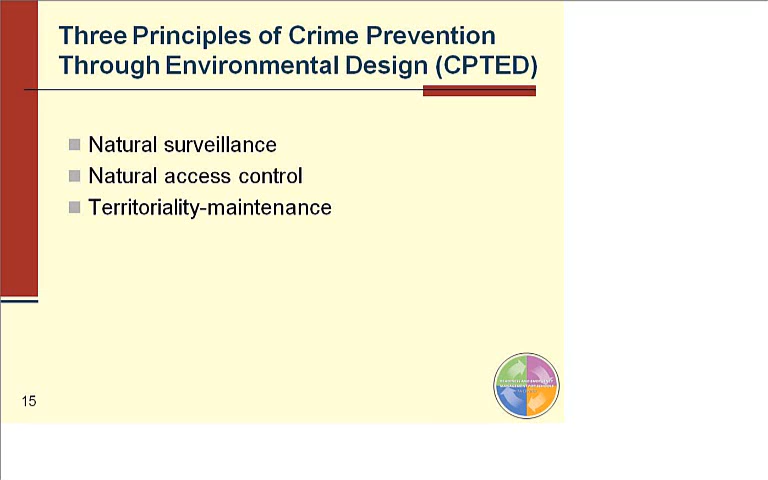 Three Principles of Crime Prevention
Through Environmental Design (CPTED)
Natural surveillance
Natural access control
Territoriality-maintenance
15